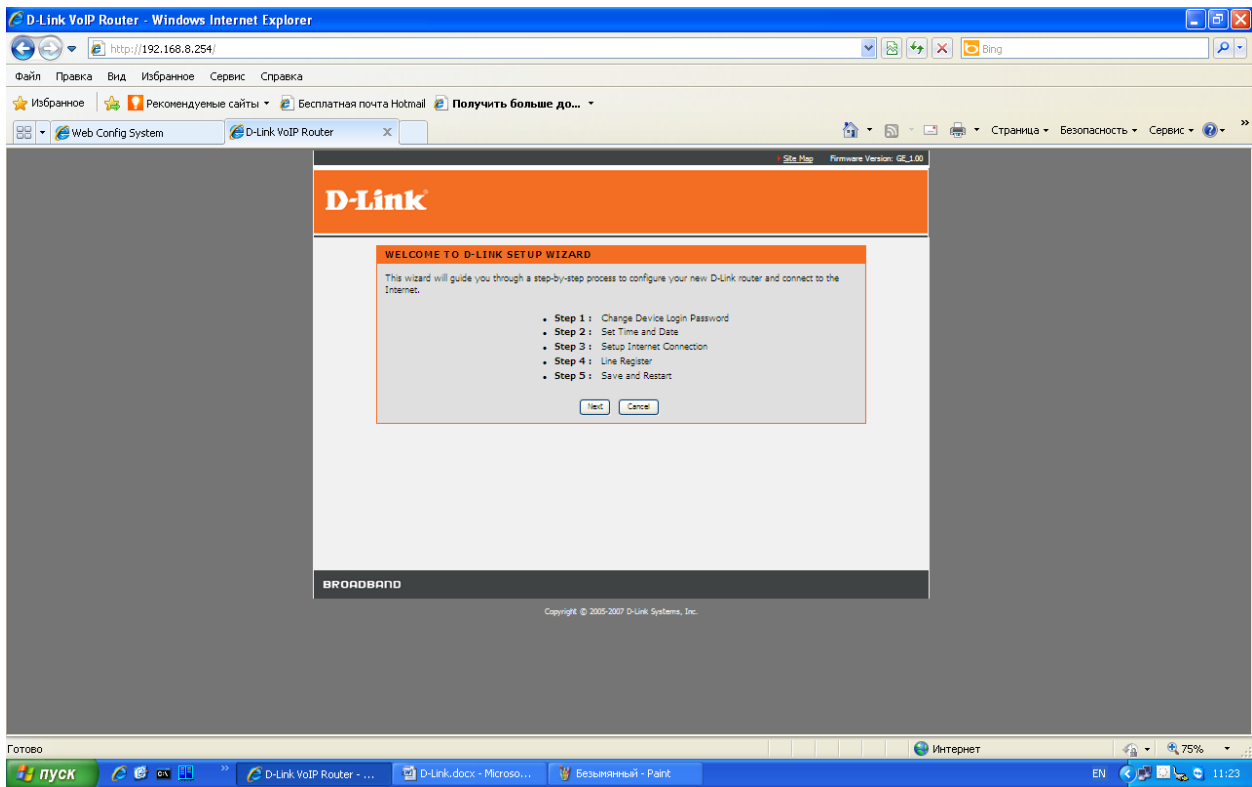 D-Link VoIP Router - Windows Internet Explorer
http://192.168.8.254/
Bing
Файл Правка Вид Избранное Сервис Справка
Избранное Рекомендуемые сайты Бесплатная почта Hotmail Получить больше до...
Web Config System D-Link VoIP Router X Страница Безопасность Сервис »
Site Map Firmware Version: GE_1.00
D-Link
WELCOME TO D-LINK SETUP WIZARD
This wizard will guide you through a step-by-step process to configure your new D-Link router and connect to the
Internet.
• Step 1 : Change Device Login Password
• Step 2 : Set Time and Date
• Step 3 : Setup Internet Connection
• Step 4 : Line Register
• Step 5 : Save and Restart
Next Cancel
BROADBAND
Copyright © 2005-2007 D-Link Systems, Inc.
Готово Интернет 75%
пуск » D-Link VoIP Router - ... D-Link.docx - Microso... Безымянный - Paint EN 11:23